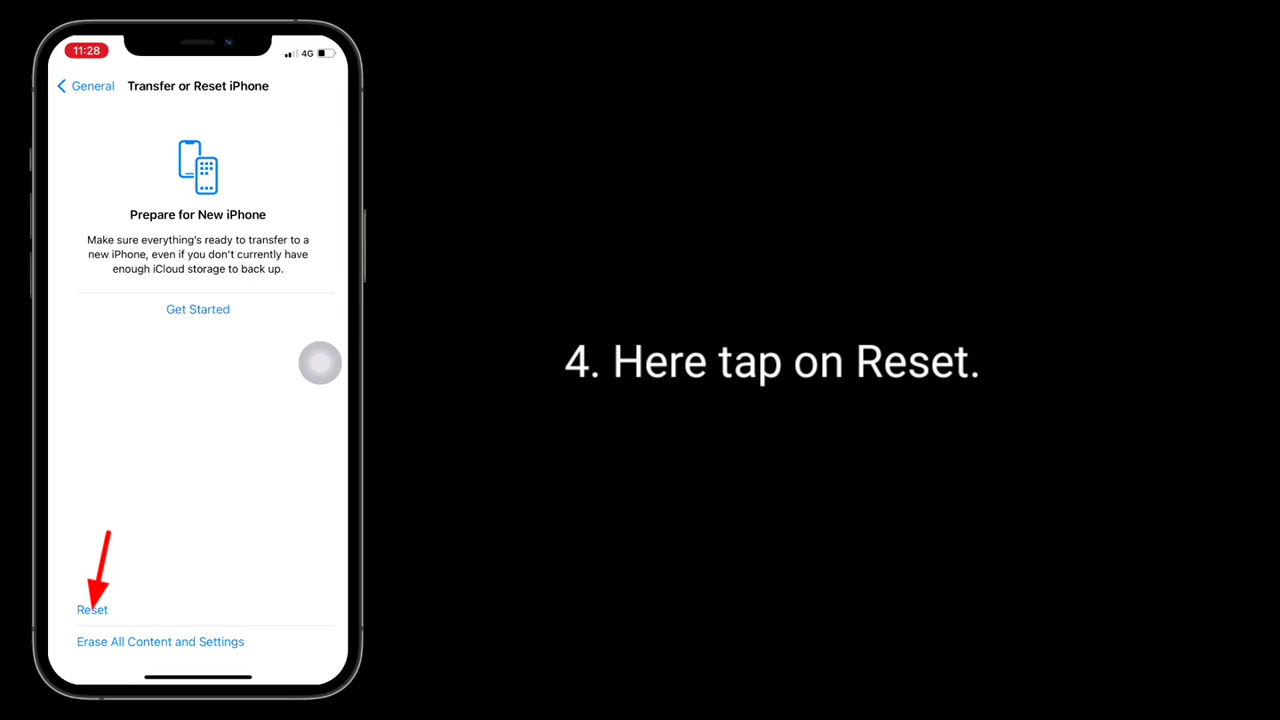 11:28
4G
General
Transfer or Reset iPhone
Prepare for New iPhone
Make sure everything's ready to transfer to a
new iPhone, even if you don't currently have
enough iCloud storage to back up.
Get Started
4. Here tap on Reset.
Reset
Erase All Content and Settings